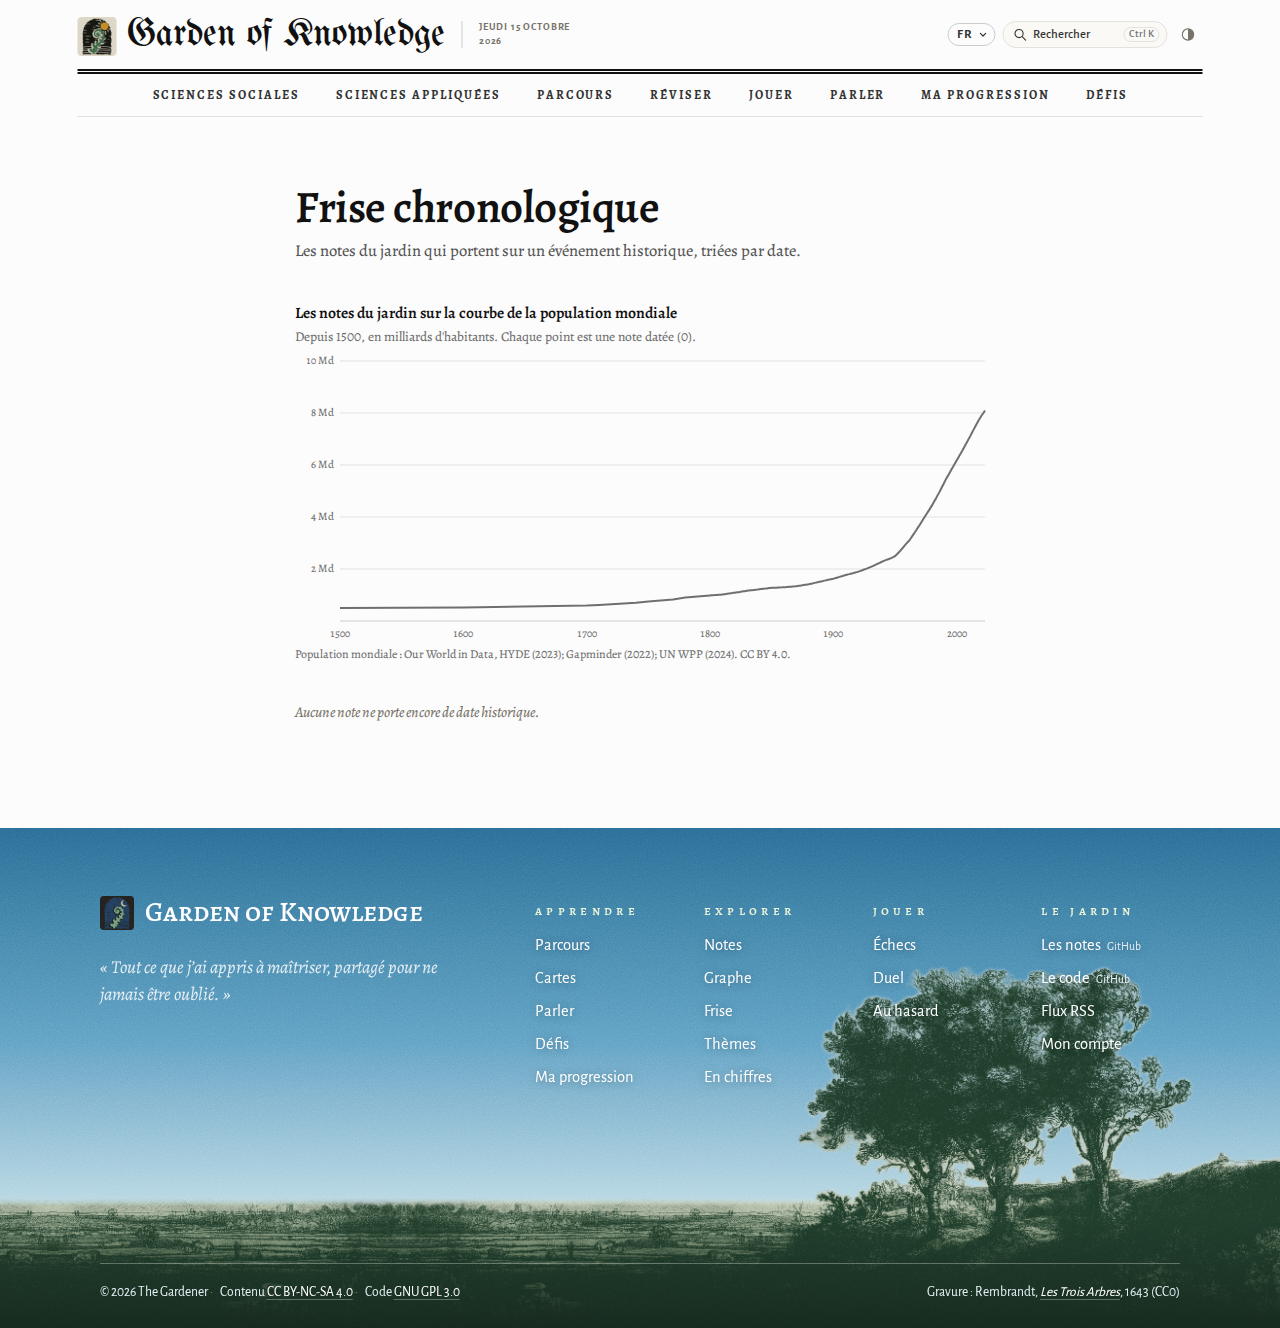 Garden of Knowledge
JEUDI 15 OCTOBRE
2026
FR
Rechercher
Ctrl K
SCIENCES SOCIALES
SCIENCES APPLIQUÉES
PARCOURS
RÉVISER
JOUER
PARLER
MA PROGRESSION
DÉFIS
Frise chronologique
Les notes du jardin qui portent sur un événement historique, triées par date.
Les notes du jardin sur la courbe de la population mondiale
Depuis 1500, en milliards d'habitants. Chaque point est une note datée (0).
10 Md
8 Md
6 Md
4 Md
2 Md
1500 1600 1700 1800 1900 2000
Population mondiale : Our World in Data, HYDE (2023); Gapminder (2022); UN WPP (2024). CC BY 4.0.
Aucune note ne porte encore de date historique.
GARDEN OF KNOWLEDGE
« Tout ce que j'ai appris à maîtriser, partagé pour ne
jamais être oublié. »
APPRENDRE
Parcours
Cartes
Parler
Défis
Ma progression
EXPLORER
Notes
Graphe
Frise
Thèmes
En chiffres
JOUER
Échecs
Duel
Au hasard
LE JARDIN
Les notes GitHub
Le code GitHub
Flux RSS
Mon compte
© 2026 The Gardener · Contenu CC BY-NC-SA 4.0 · Code GNU GPL 3.0
Gravure : Rembrandt, Les Trois Arbres, 1643 (CC0)